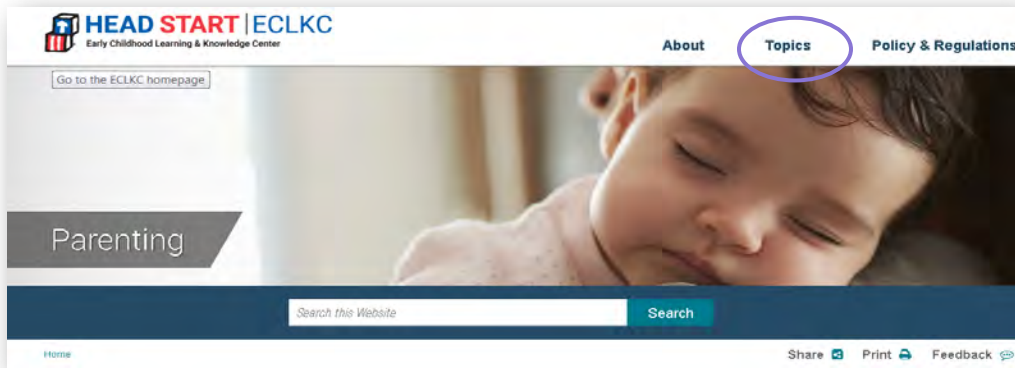 HEAD START | ECLKC
Early Childhood Learning & Knowledge Center
About Topics Policy & Regulations
Go to the ECLKC homepage
Parenting
Search this Website Search
Home Share Print Feedback